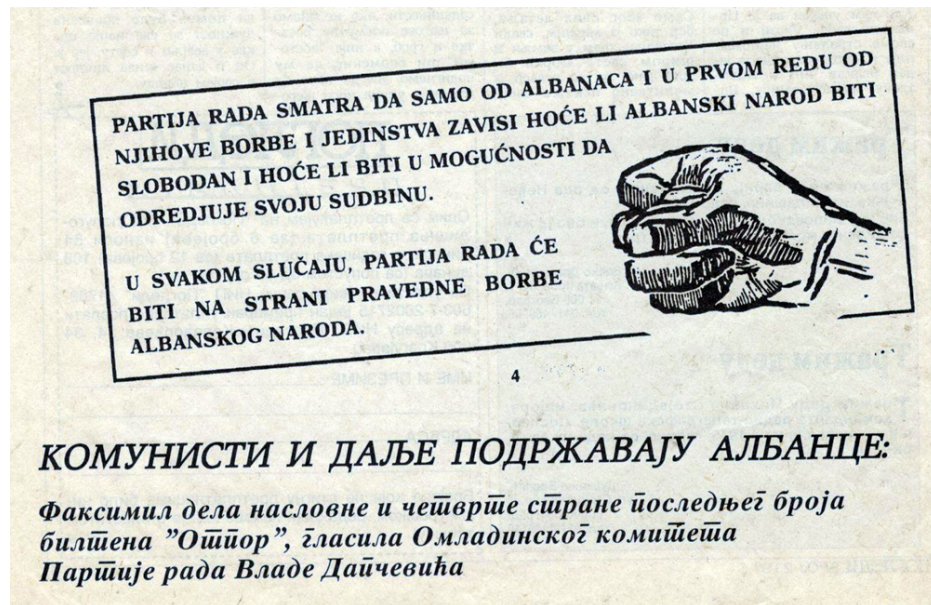 PARTIJA RADA SMATRA DA SAMO OD ALBANACA I U PRVOM REDU OD
NJIHOVE BORBE I JEDINSTVA ZAVISI HOĆE LI ALBANSKI NAROD BITI
SLOBODAN I HOĆE LI BITI U MOGUĆNOSTI DA
ODREDJUJE SVOJU SUDBINU.
U SVAKOM SLUČAJU, PARTIJA RADA ĆE
BITI NA STRANI PRAVEDNE BORBE
ALBANSKOG NARODA.
4
КОМУНИСТИ И ДАЉЕ ПОДРЖАВАЈУ АЛБАНЦЕ:
Факсимил дела насловне и четврте стране последњег броја
билтена ”Отпор”, гласила Омладинског комитета
Партије рада Владе Дапчевића